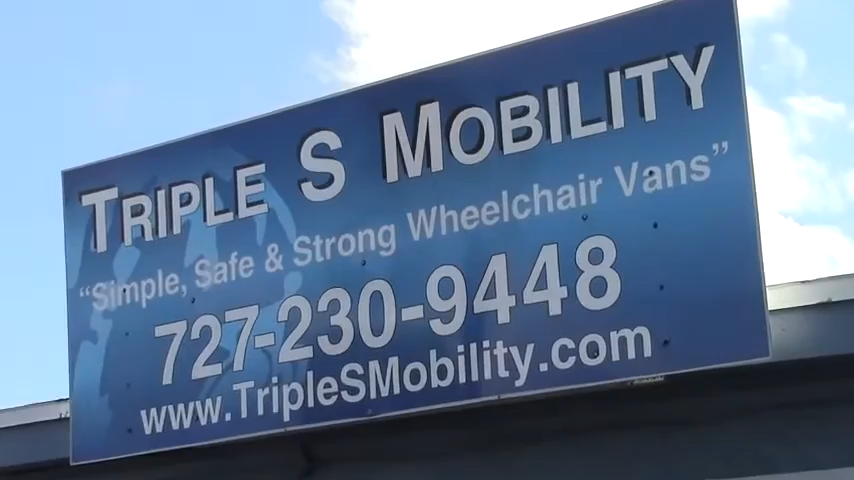 TRIPLE S MOBILITY
"Simple, Safe & Strong Wheelchair Vans"
727-230-9448
www.TripleSMobility.com